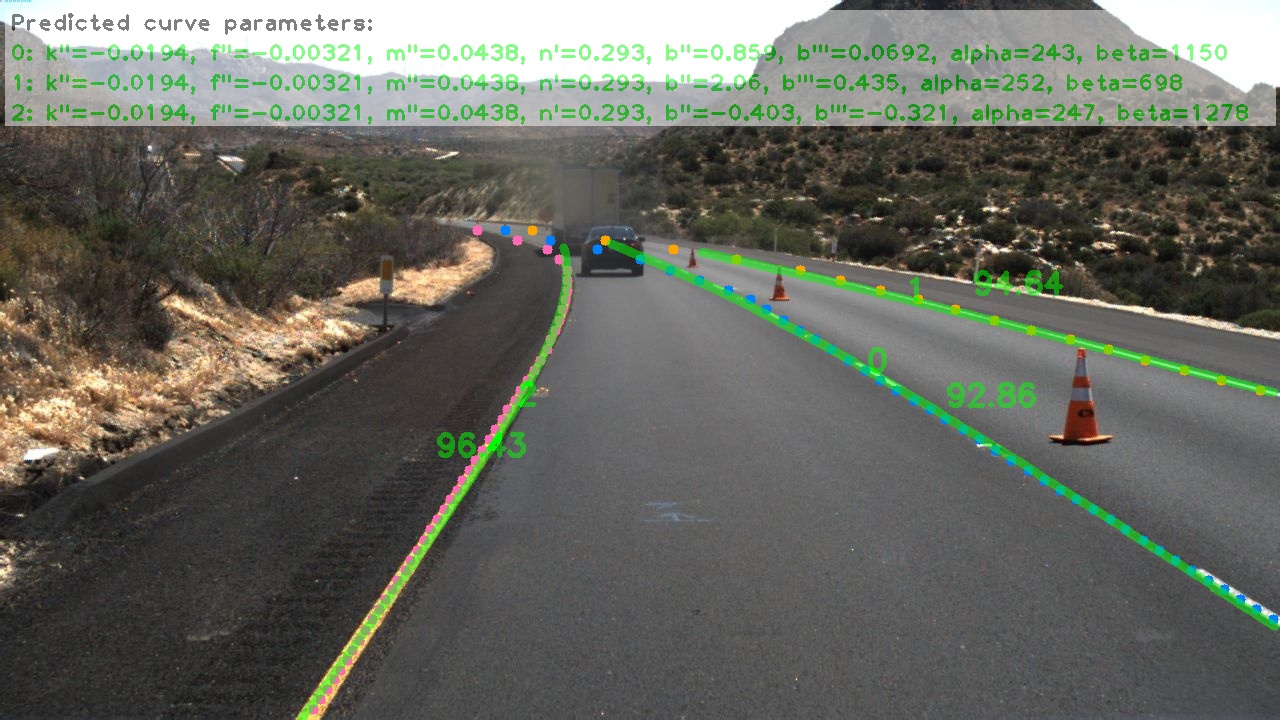 Predicted curve parameters:
0: k''=-0.0194, f''=-0.00321, m''=0.0438, n'=0.293, b''=0.859, b'''=0.0692, alpha=243, beta=1150
1: k''=-0.0194, f''=-0.00321, m''=0.0438, n'=0.293, b''=2.06, b'''=0.435, alpha=252, beta=698
2: k''=-0.0194, f''=-0.00321, m''=0.0438, n'=0.293, b''=-0.403, b'''=-0.321, alpha=247, beta=1278
1 94.64
0
92.86
2
96.43